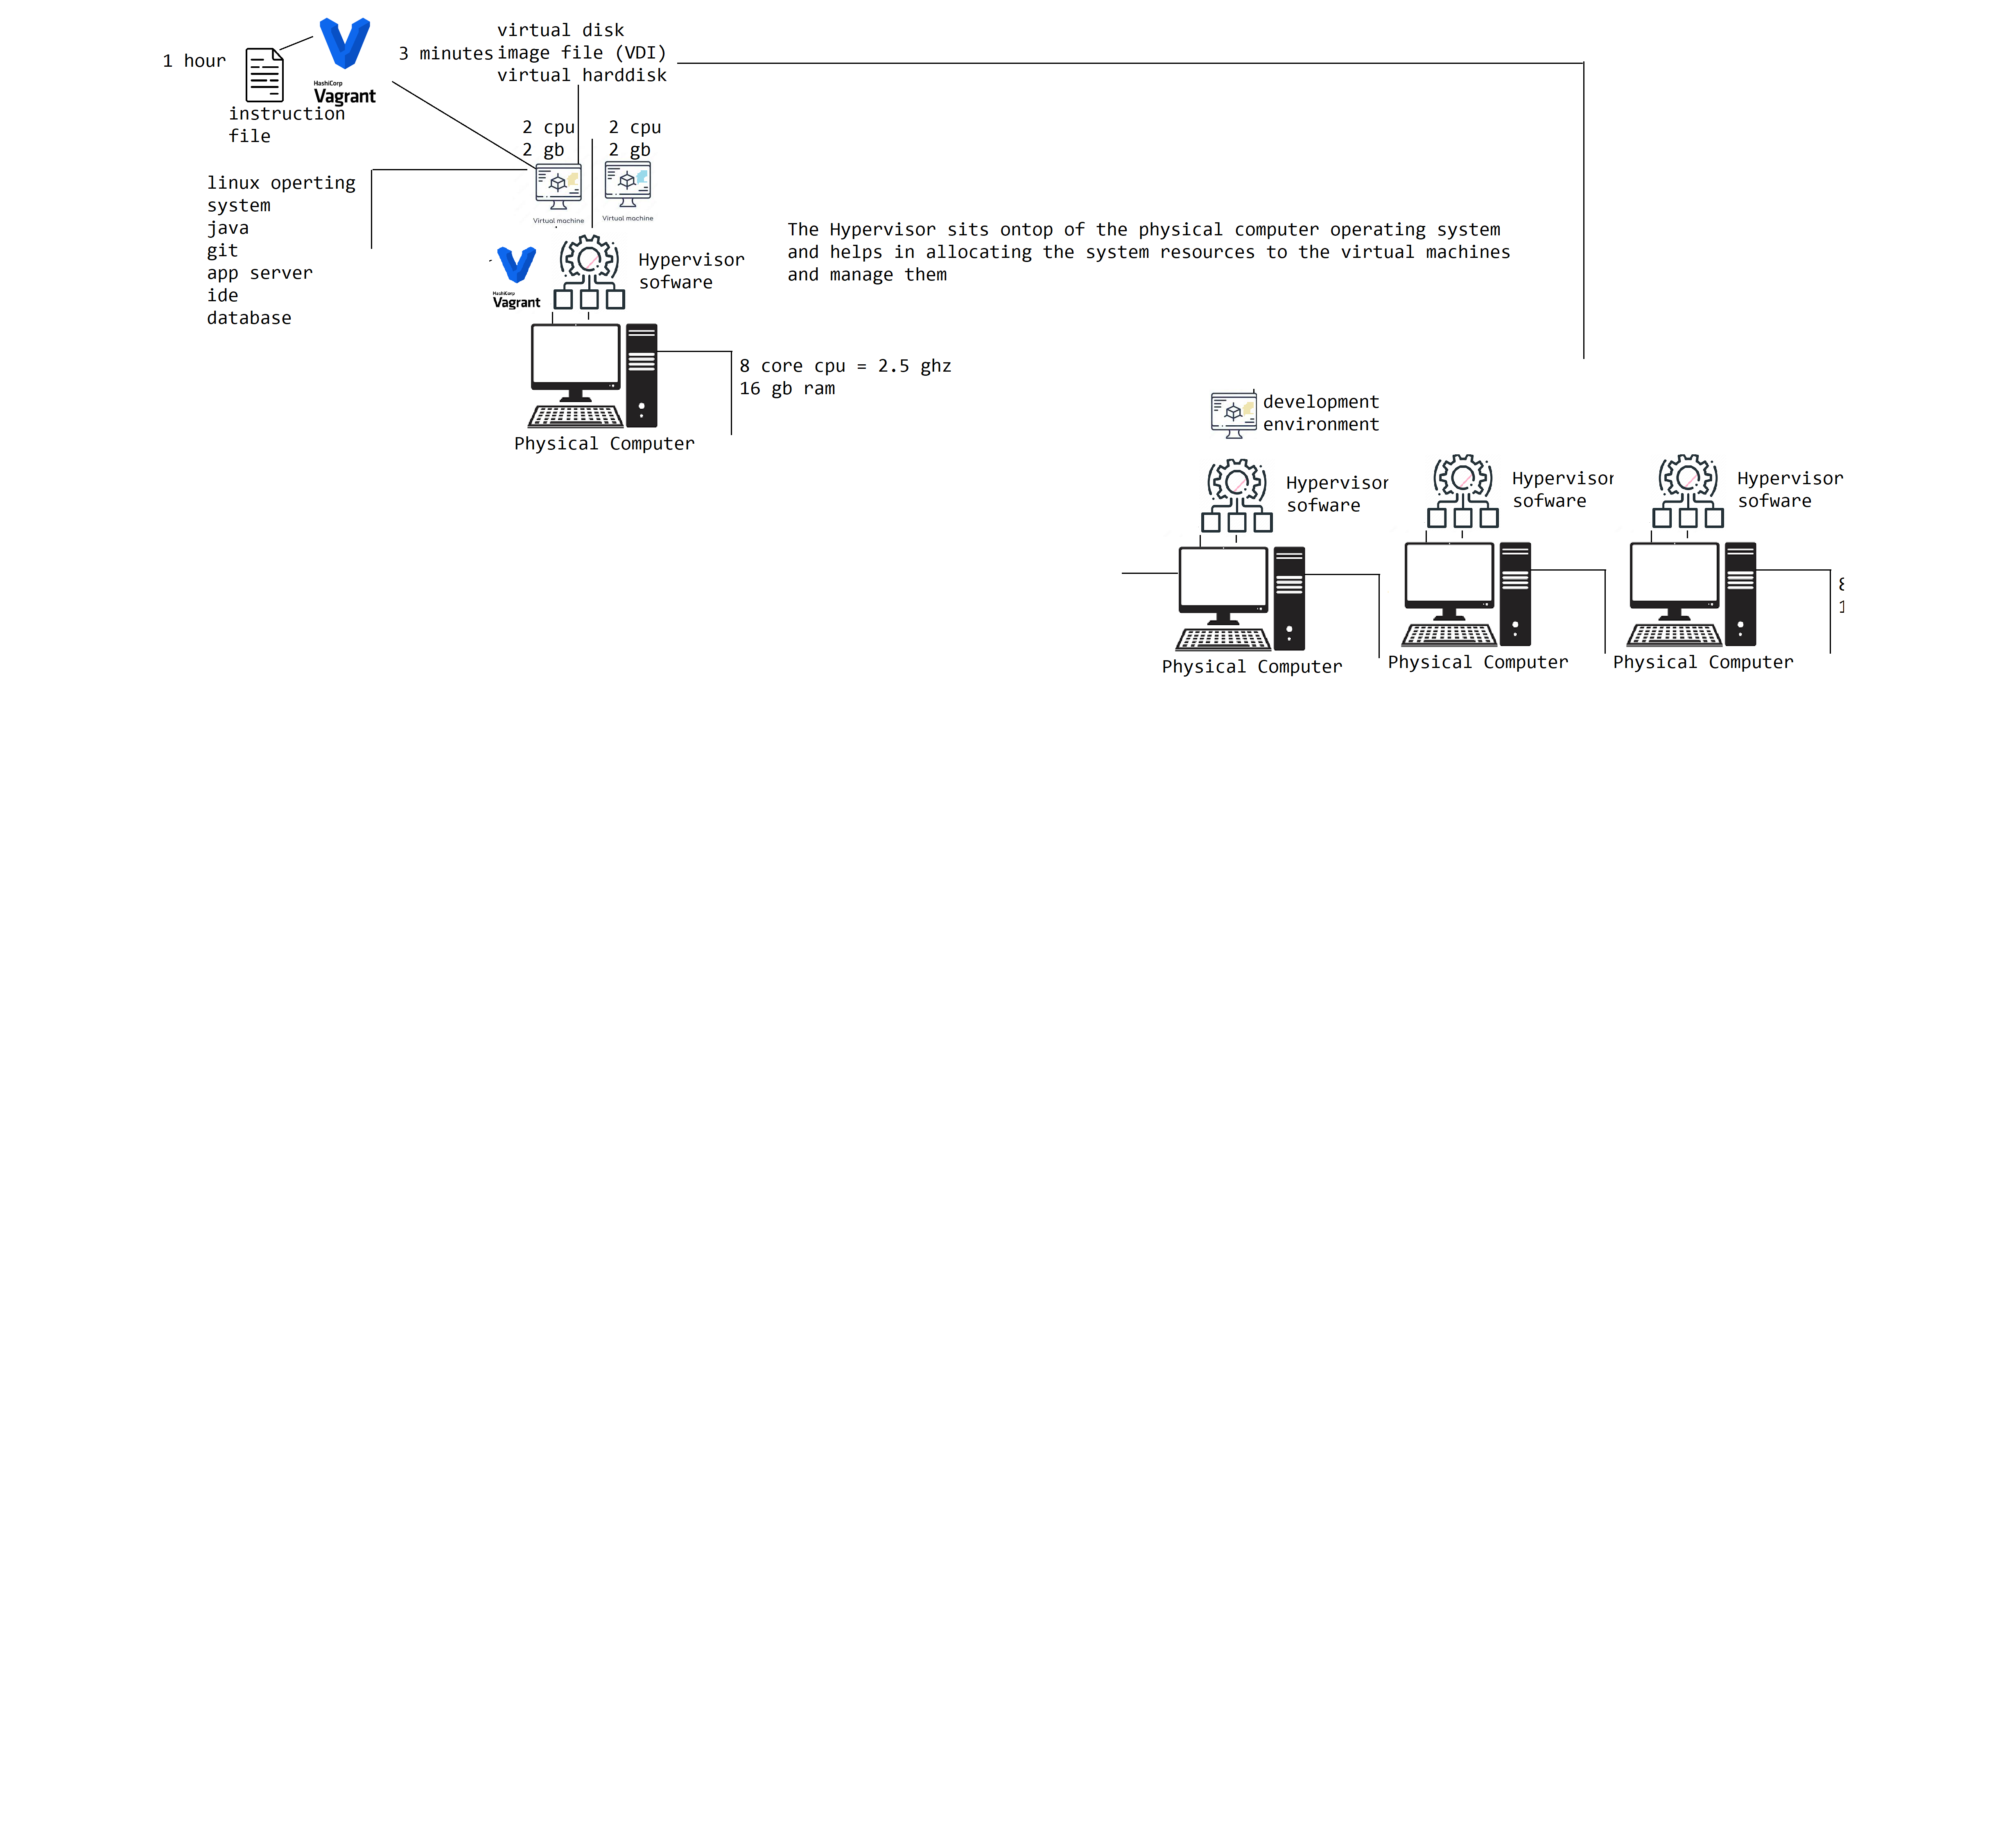 1 hour
instruction
file
HashiCorp
Vagrant
3 minutes
virtual disk
image file (VDI)
virtual harddisk
2 cpu
2 gb
2 cpu
2 gb
Virtual machine
Virtual machine
linux operting
system
java
git
app server
ide
database
HashiCorp
Vagrant
Hypervisor
sofware
The Hypervisor sits ontop of the physical computer operating system
and helps in allocating the system resources to the virtual machines
and manage them
8 core cpu = 2.5 ghz
16 gb ram
Physical Computer
development
environment
Hypervisor
sofware
Hypervisor
sofware
Hypervisor
sofware
Physical Computer
Physical Computer
Physical Computer